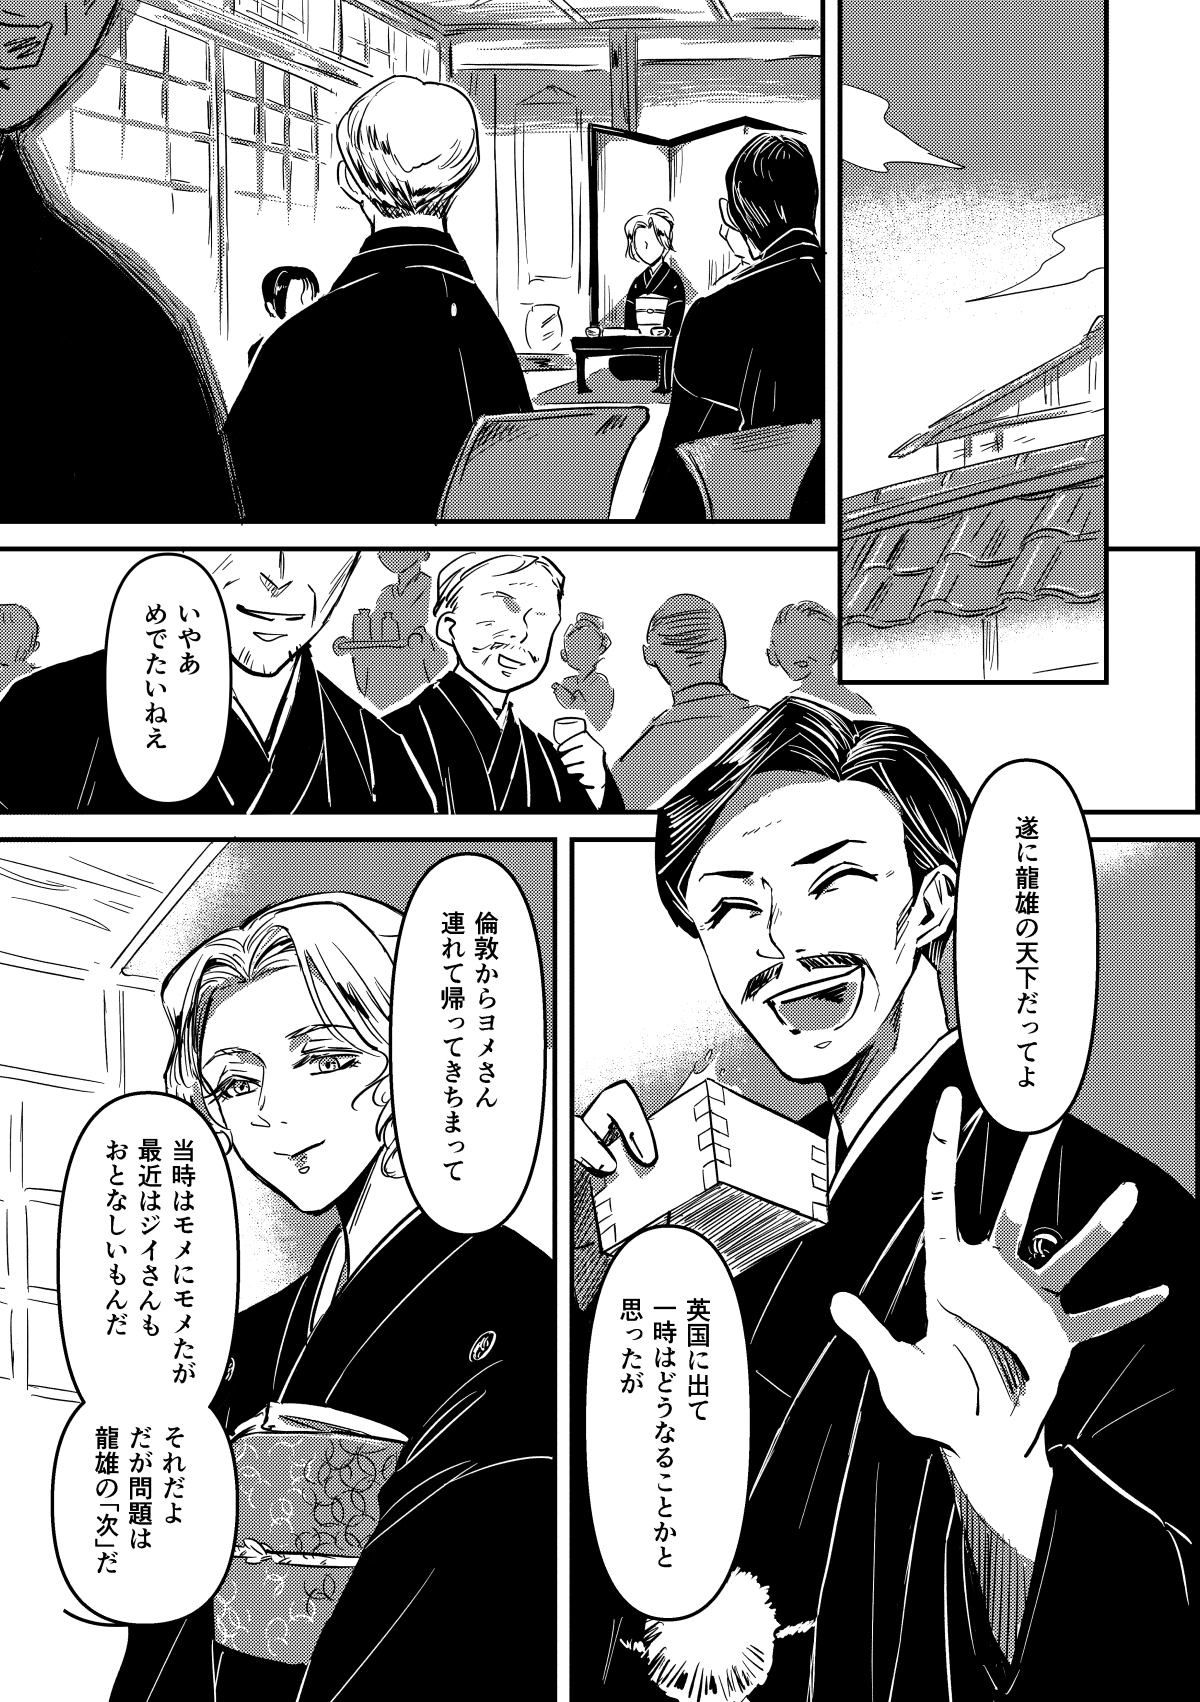 いやあ
めでたいねえ
遂に龍雄の天下だってよ
英国に出て
一時はどうなることかと
思ったが
倫敦からヨメさん
連れて帰ってきちまって
当時はモメにモメたが
最近はジイさんも
おとなしいもんだ
それだよ
だが問題は
龍雄の「次」だ